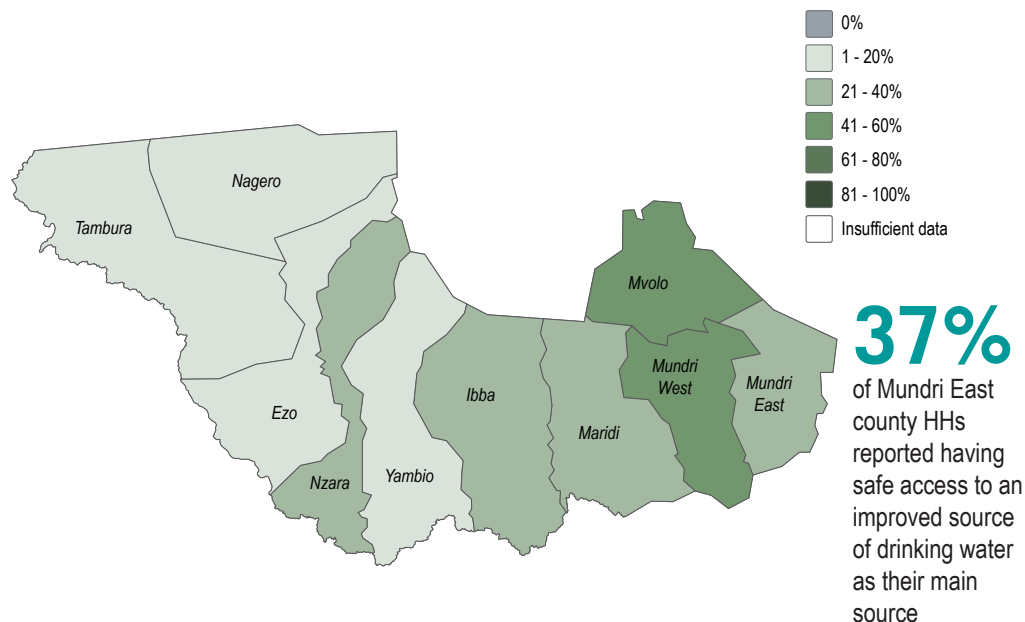 0%
1 - 20%
21 - 40%
41 - 60%
61 - 80%
81 - 100%
Insufficient data
Nagero
Tambura
Mvolo
Mundri
West
Mundri
East
Ibba
Ezo
Maridi
Yambio
Nzara
37%
of Mundri East
county HHs
reported having
safe access to an
improved source
of drinking water
as their main
source